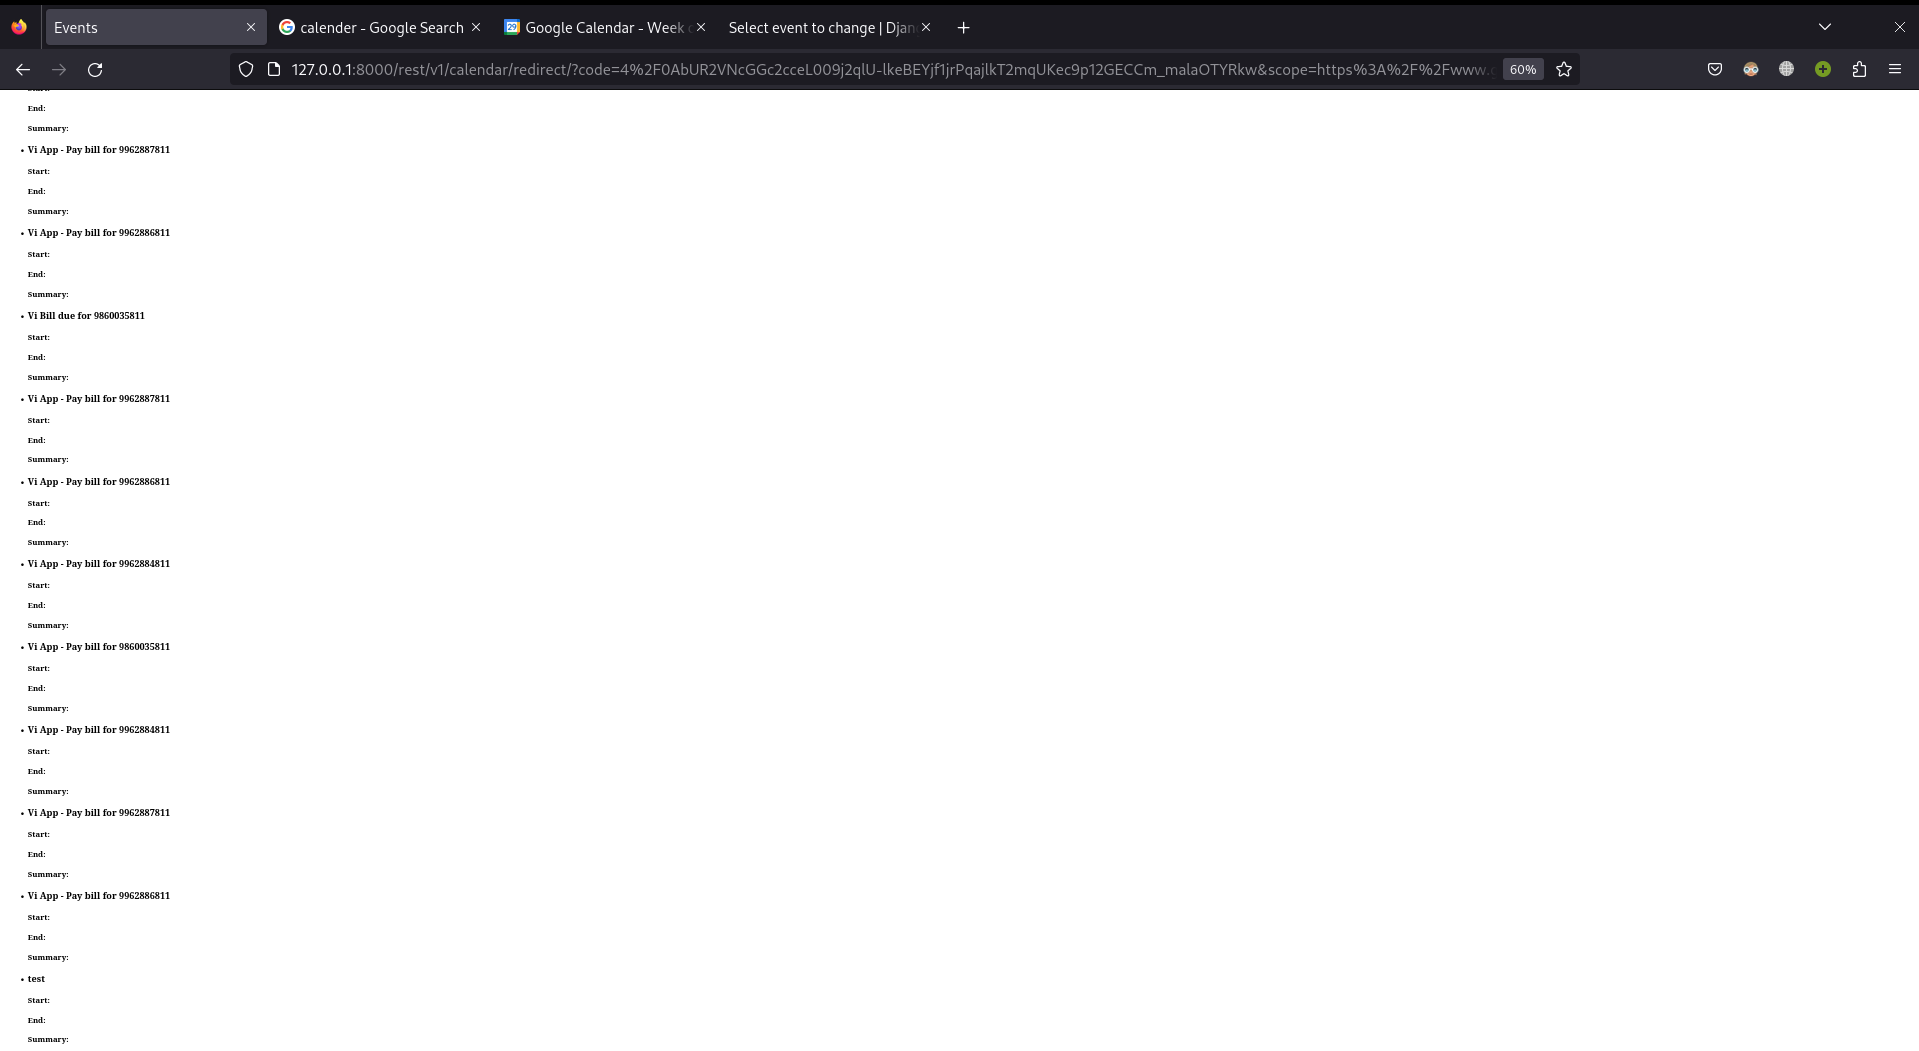 Events
calender - Google Search
Google Calendar - Week
Select event to change | Djan
127.0.0.1:8000/rest/v1/calendar/redirect/?code=4%2F0AbUR2VNcGGc2cceL009j2qlU-lkeBEYjf1jrPqajlkT2mqUKec9p12GECCm_malaOTYRkw&scope=https%3A%2F%2Fwww.
60%
Start:
End:
Summary:
• Vi App - Pay bill for 9962887811
Start:
End:
Summary:
• Vi App - Pay bill for 9962886811
Start:
End:
Summary:
• Vi Bill due for 9860035811
Start:
End:
Summary:
• Vi App - Pay bill for 9962887811
Start:
End:
Summary:
• Vi App - Pay bill for 9962886811
Start:
End:
Summary:
• Vi App - Pay bill for 9962884811
Start:
End:
Summary:
• Vi App - Pay bill for 9860035811
Start:
End:
Summary:
• Vi App - Pay bill for 9962884811
Start:
End:
Summary:
• Vi App - Pay bill for 9962887811
Start:
End:
Summary:
• Vi App - Pay bill for 9962886811
Start:
End:
Summary:
• test
Start:
End:
Summary: